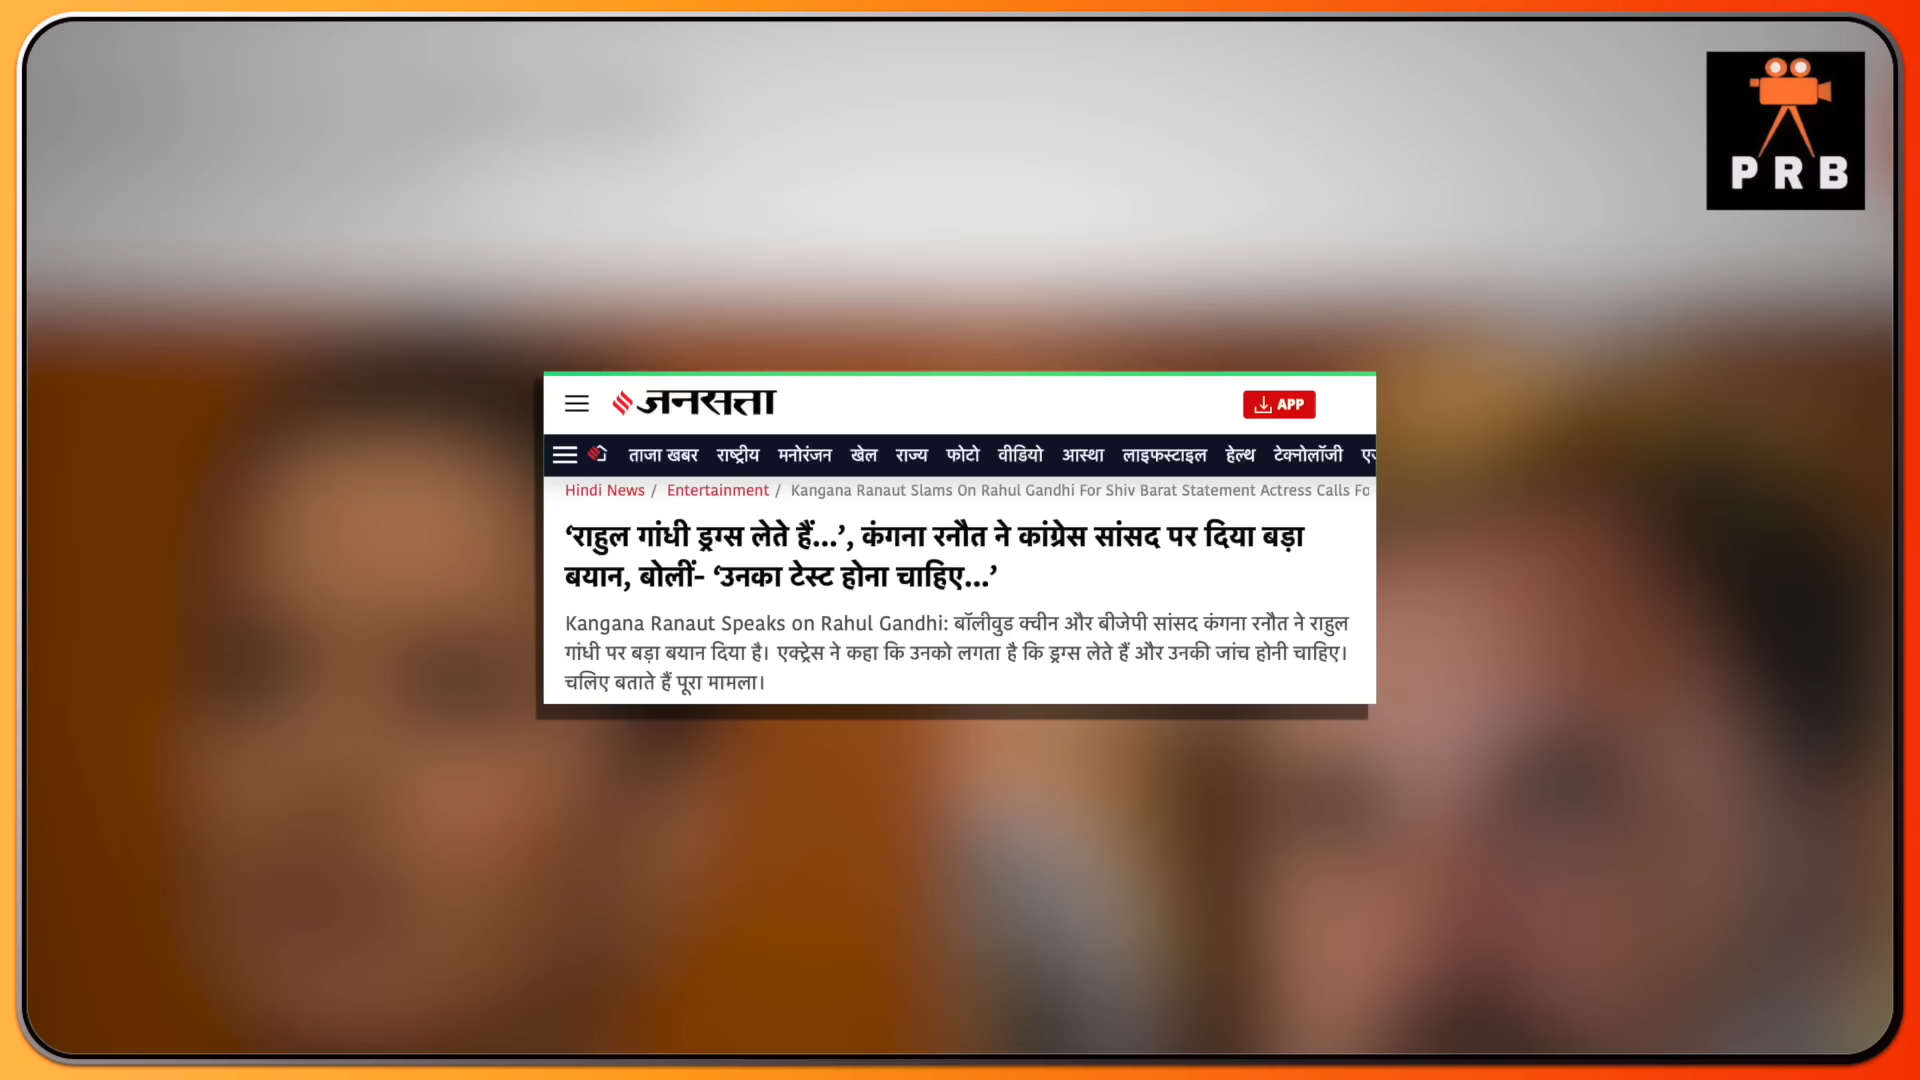 PRB
जनसत्ता
APP
ताजा खबर राष्ट्रीय मनोरंजन खेल राज्य फोटो वीडियो आस्था लाइफस्टाइल हेल्थ टेक्नोलॉजी
Hindi News / Entertainment / Kangana Ranaut Slams On Rahul Gandhi For Shiv Barat Statement Actress Calls Fo
‘राहुल गांधी ड्रग्स लेते हैं...’, कंगना रनौत ने कांग्रेस सांसद पर दिया बड़ा
बयान, बोलीं- ‘उनका टेस्ट होना चाहिए...’
Kangana Ranaut Speaks on Rahul Gandhi: बॉलीवुड क्वीन और बीजेपी सांसद कंगना रनौत ने राहुल
गांधी पर बड़ा बयान दिया है। एक्ट्रेस ने कहा कि उनको लगता है कि ड्रग्स लेते हैं और उनकी जांच होनी चाहिए।
चलिए बताते हैं पूरा मामला।